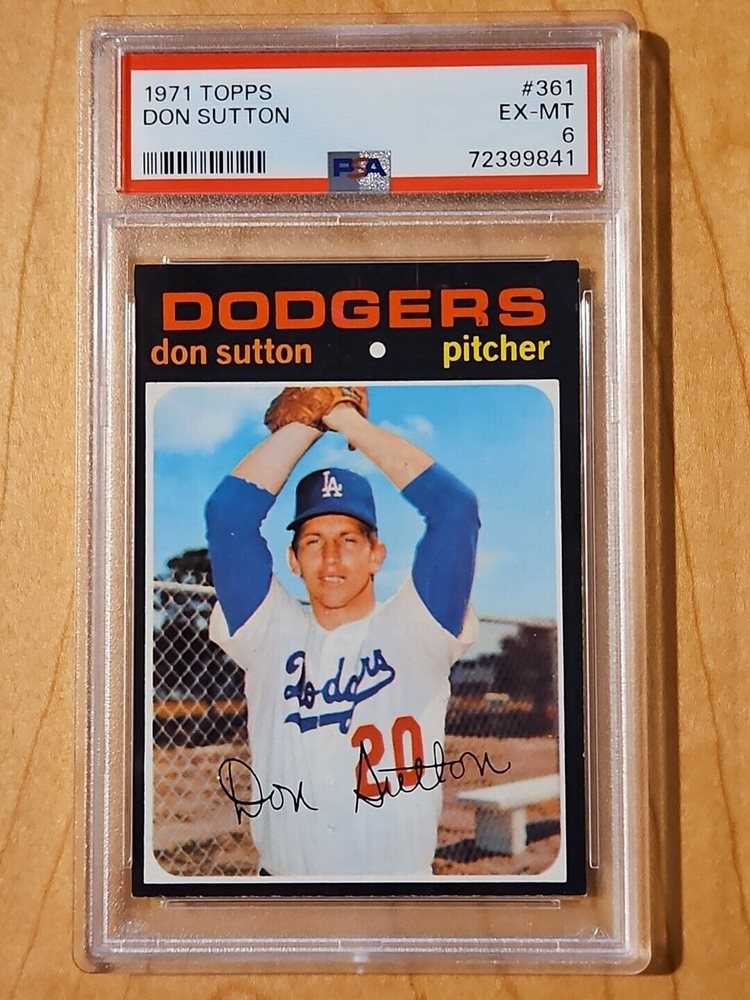 1971 TOPPS #361
DON SUTTON EX-MT
6
PSA 72399841
DODGERS
don sutton pitcher
LA
Dodgers
20
Don Sutton